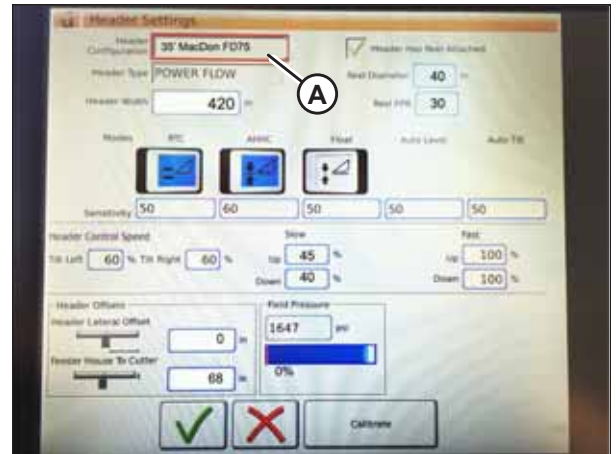 Header Settings
Header Configuration 35' MacDon FD75
Header Has Reel Attached
Header Type POWER FLOW
Reel Diameter 40 in
Header Width 420 in
Reel PPR 30
A
Modes RTC AHHC Float Auto Level Auto Tilt
Sensitivity 50 60 50 50 50
Header Control Speed
Slow Fast
Tilt Left 60 % Tilt Right 60 % Up 45 % Up 100 %
Down 40 % Down 100 %
Header Offsets
Field Pressure
Header Lateral Offset
0 in
1647 psi
Feeder House To Cutter
68 in
0%
Calibrate